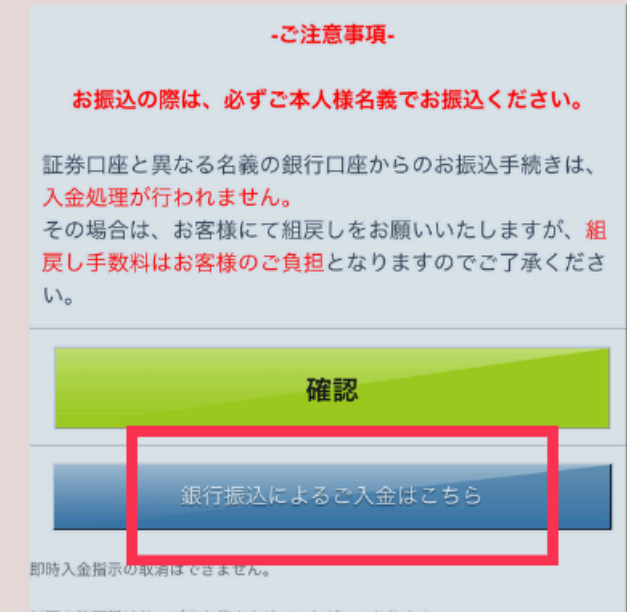 -ご注意事項-
お振込の際は、必ずご本人様名義でお振込ください。
証券口座と異なる名義の銀行口座からのお振込手続きは、
入金処理が行われません。
その場合は、お客様にて組戻しをお願いいたしますが、組
戻し手数料はお客様のご負担となりますのでご了承くださ
い。
確認
銀行振込によるご入金はこちら
即時入金指示の取消はできません。